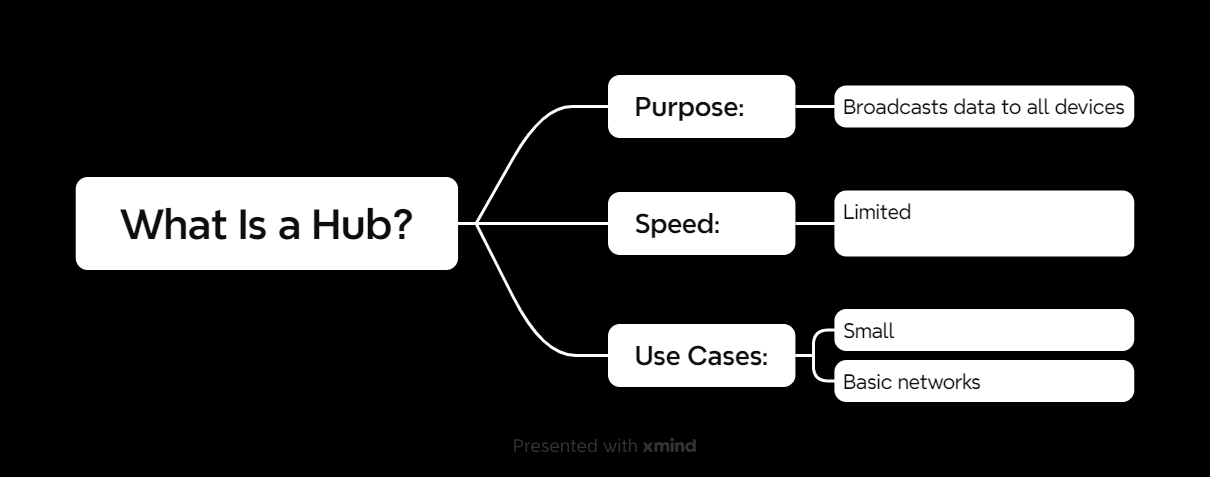 What Is a Hub?
Purpose:
Broadcasts data to all devices
Speed:
Limited
Use Cases:
Small
Basic networks
Presented with xmind